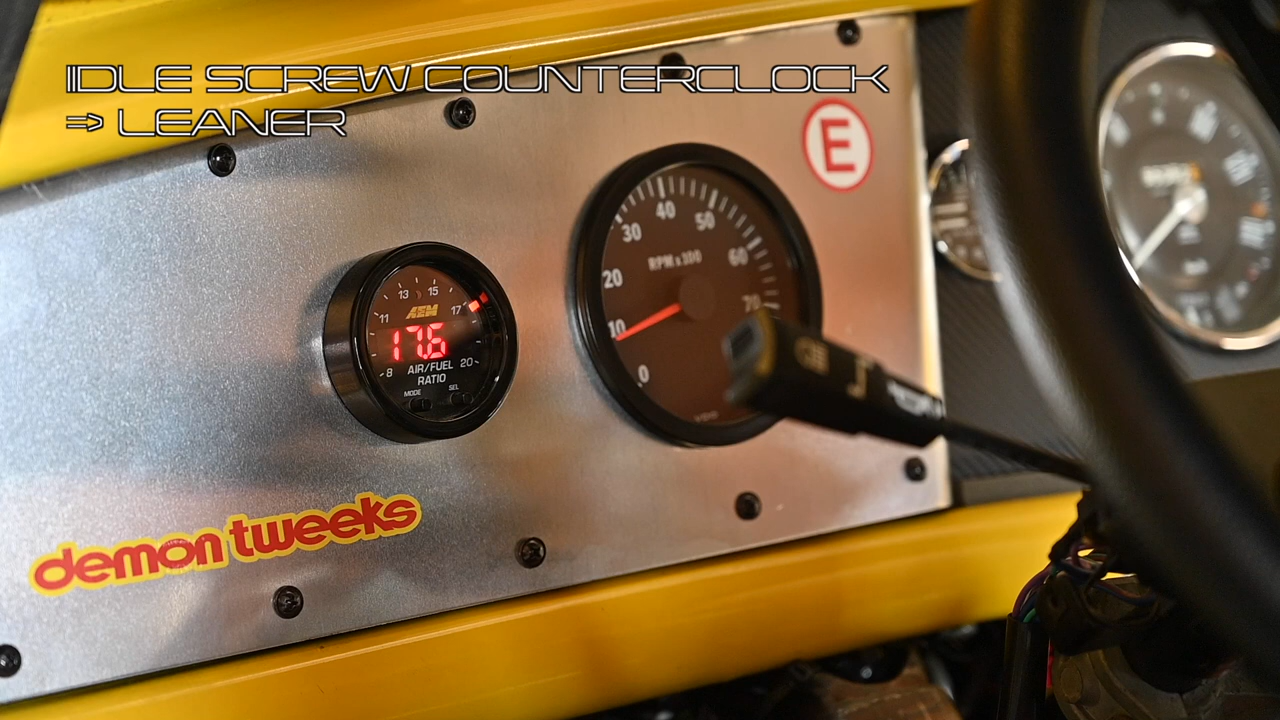 IDLE SCREW COUNTERCLOCK
=> LEANER
E
40
50
30
60
RPM x 100
20
70
10
0
VDO
13 15
11 17
AEM
17.6
8 20
AIR/FUEL
RATIO
MODE SEL
demon tweeks